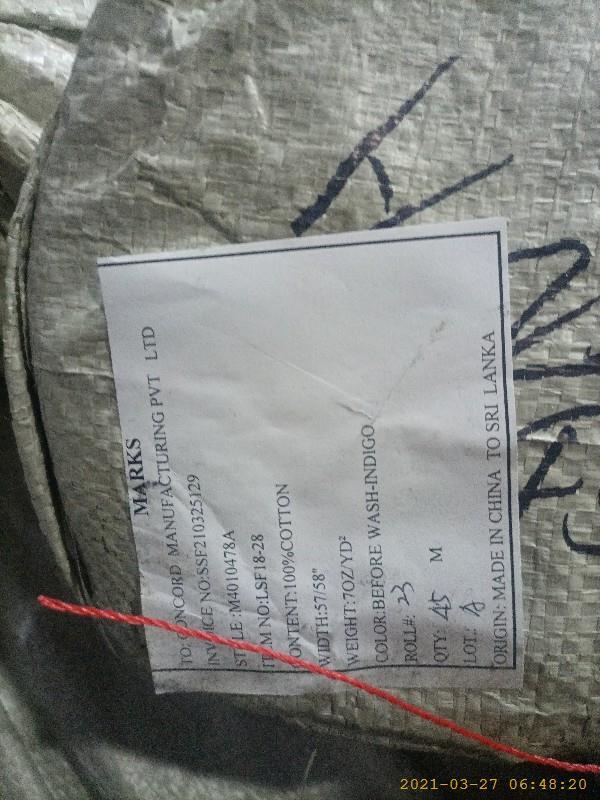 MARKS
TO: CONCORD MANUFACTURING PVT LTD
INVOICE NO:SSF210325129
STYLE :M4010478A
ITEM NO:LSF18-28
CONTENT:100%COTTON
WIDTH:57/58"
WEIGHT:7OZ/YD²
COLOR:BEFORE WASH-INDIGO
ROLL#: 23
QTY: 45 M
LOT: A
ORIGIN: MADE IN CHINA TO SRI LANKA
2021-03-27 06:48:20